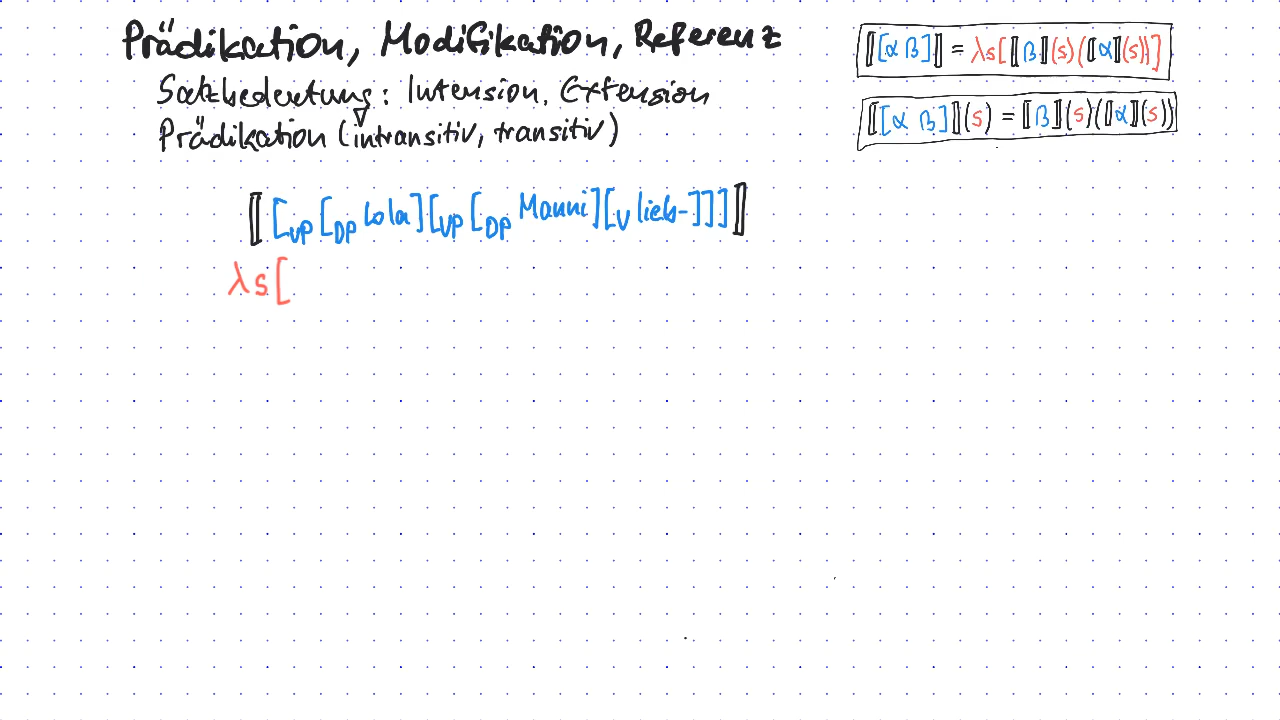 Prädikation, Modifikation, Referenz
Satzbedeutung: Intension, Extension
Prädikation (intransitiv, transitiv)
⟦[α β]⟧ = λs[⟦β⟧(s)(⟦α⟧(s))]
⟦[α β]⟧(s) = ⟦β⟧(s)(⟦α⟧(s))
⟦[VP [DP Lola][VP [DP Manni][V lieb-]]]⟧
λs[